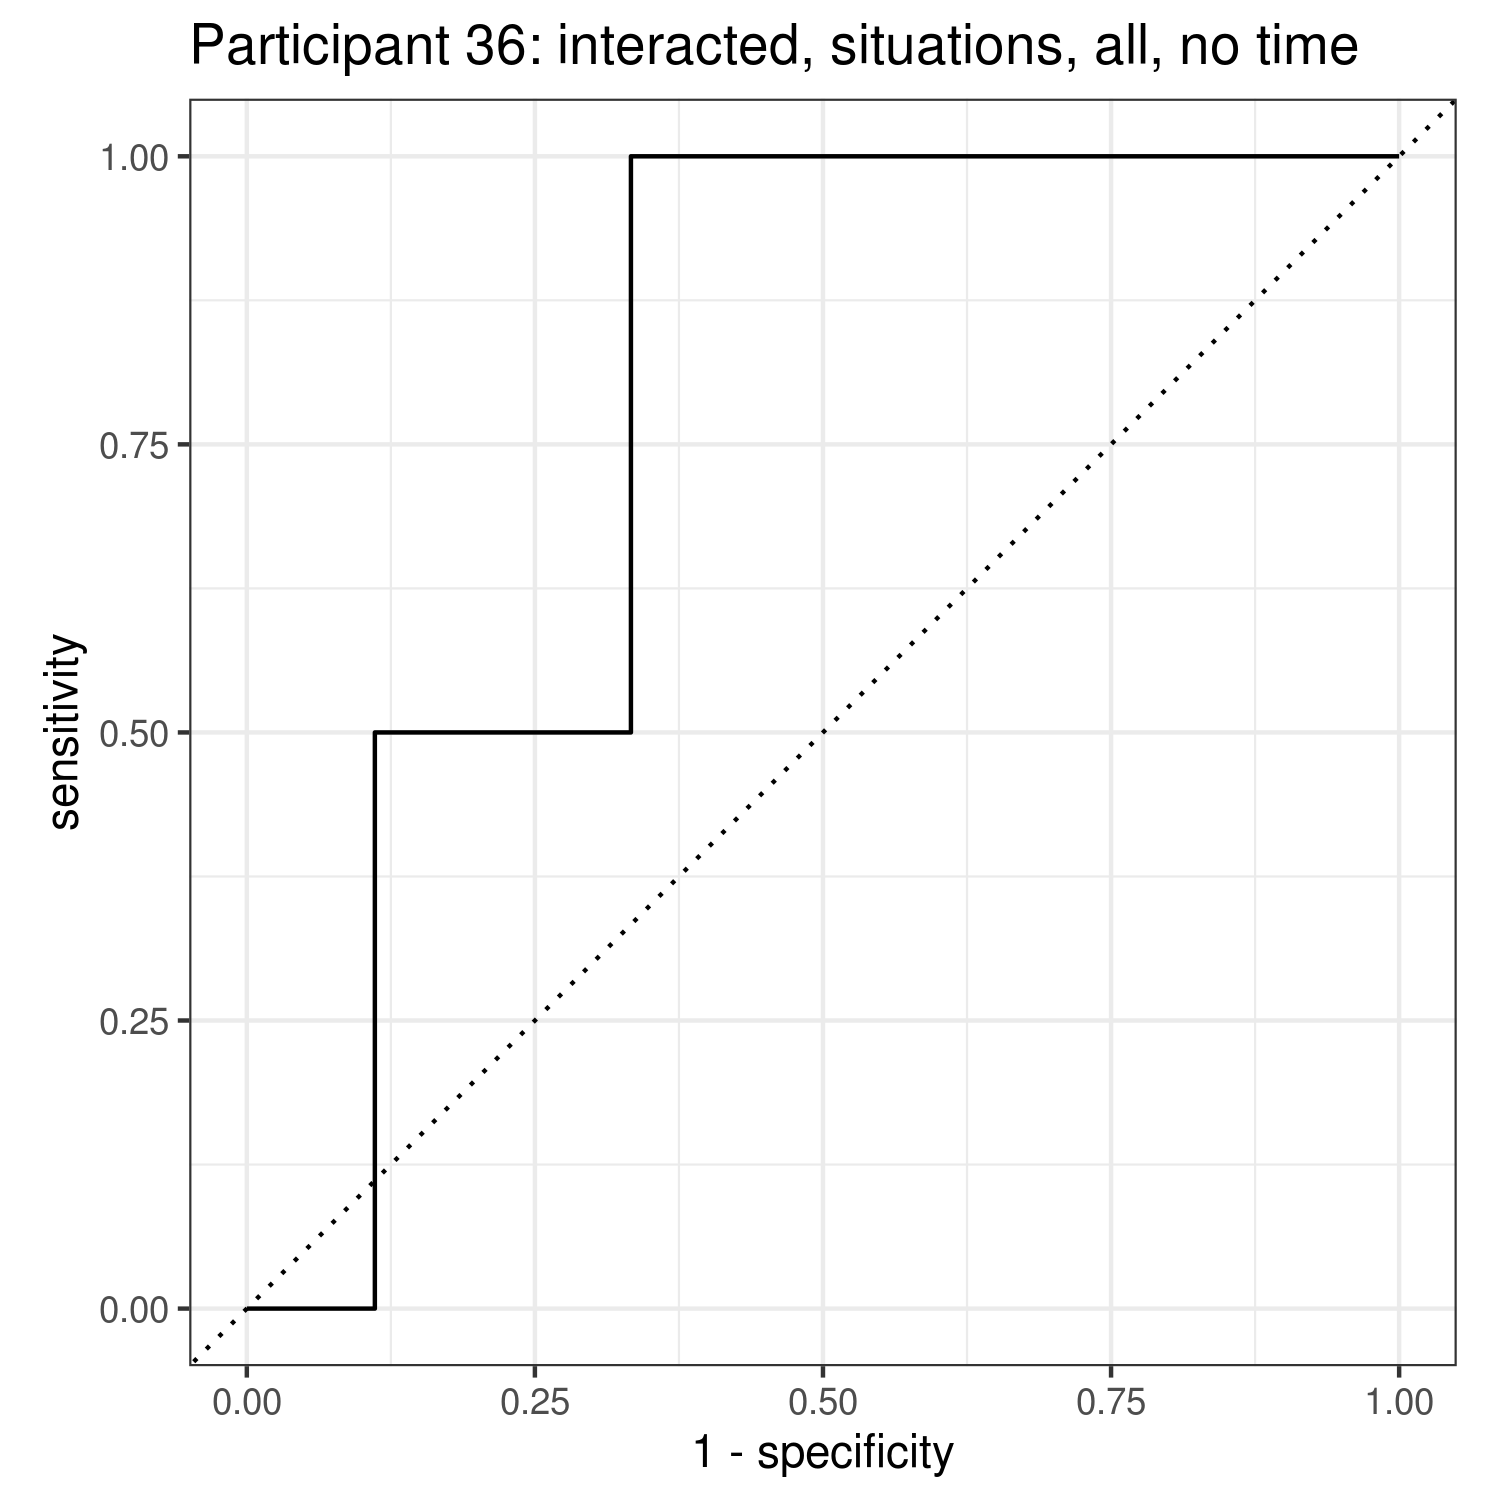 Participant 36: interacted, situations, all, no time
1.00
0.75
0.50
0.25
0.00
sensitivity
0.00 0.25 0.50 0.75 1.00
1 - specificity